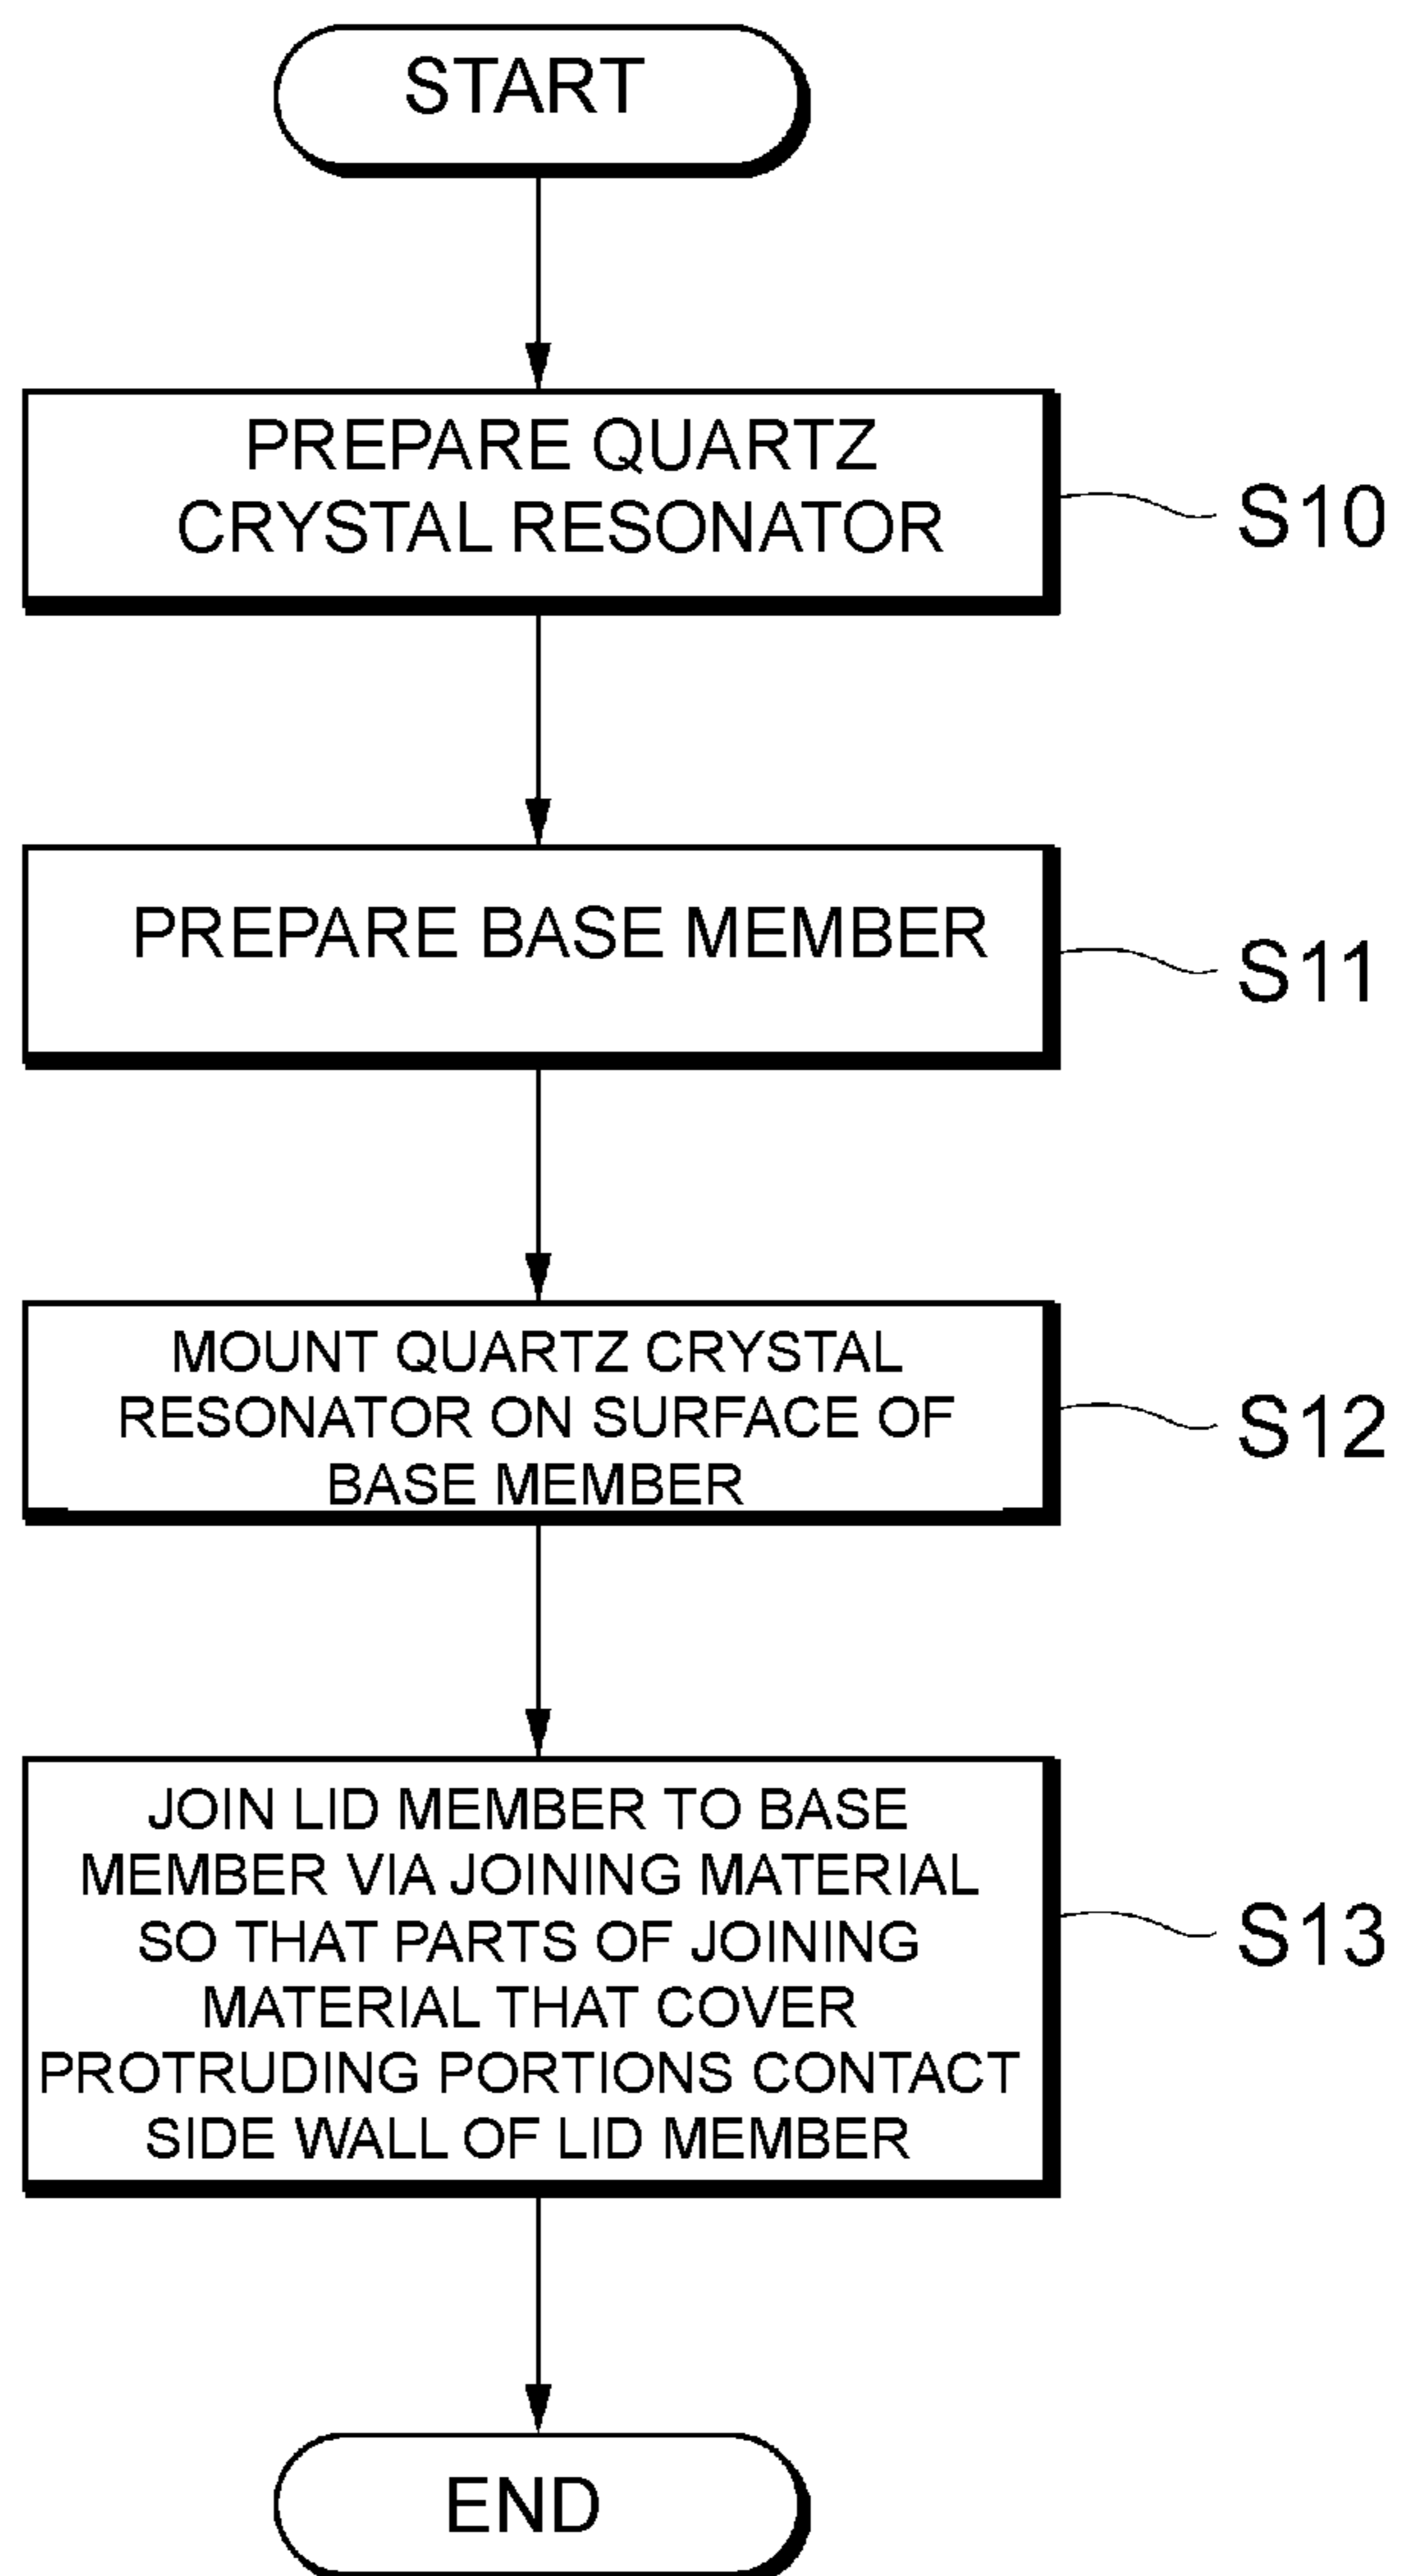 START
PREPARE QUARTZ
CRYSTAL RESONATOR
S10
PREPARE BASE MEMBER
S11
MOUNT QUARTZ CRYSTAL
RESONATOR ON SURFACE OF
BASE MEMBER
S12
JOIN LID MEMBER TO BASE
MEMBER VIA JOINING MATERIAL
SO THAT PARTS OF JOINING
MATERIAL THAT COVER
PROTRUDING PORTIONS CONTACT
SIDE WALL OF LID MEMBER
S13
END